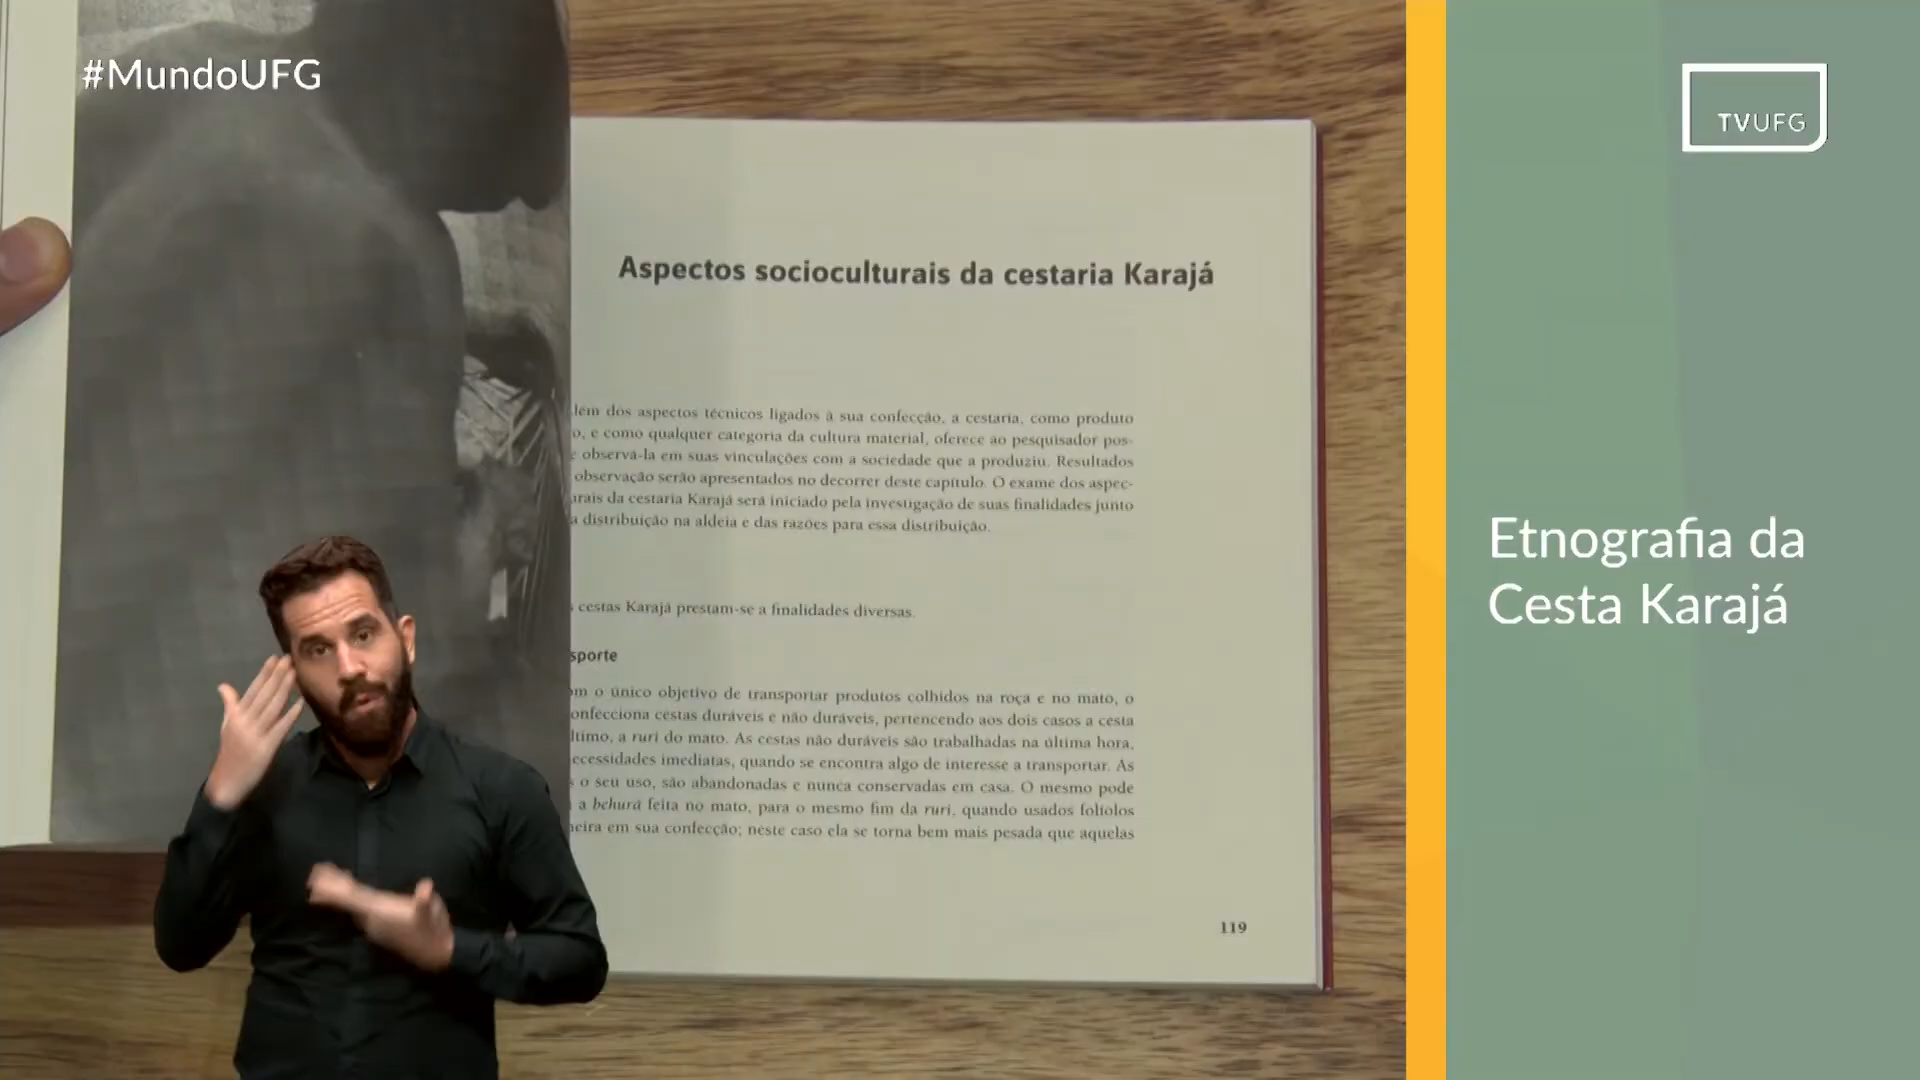 #MundoUFG
TVUFG
Aspectos socioculturais da cestaria Karajá
dos aspectos técnicos ligados à sua confecção, a cestaria, como produto
e como qualquer categoria da cultura material, oferece ao pesquisador pos-
observá-la em suas vinculações com a sociedade que a produziu. Resultados
observação serão apresentados no decorrer deste capítulo. O exame dos aspec-
da cestaria Karajá será iniciado pela investigação de suas finalidades junto
distribuição na aldeia e das razões para essa distribuição.
cestas Karajá prestam-se a finalidades diversas.
sporte
o único objetivo de transportar produtos colhidos na roça e no mato, o
onfecciona cestas duráveis e não duráveis, pertencendo aos dois casos a cesta
ltimo, a ruri do mato. As cestas não duráveis são trabalhadas na última hora,
ecessidades imediatas, quando se encontra algo de interesse a transportar. As
o seu uso, são abandonadas e nunca conservadas em casa. O mesmo pode
a behurá feita no mato, para o mesmo fim da ruri, quando usados folíolos
eira em sua confecção; neste caso ela se torna bem mais pesada que aquelas
119
Etnografia da
Cesta Karajá